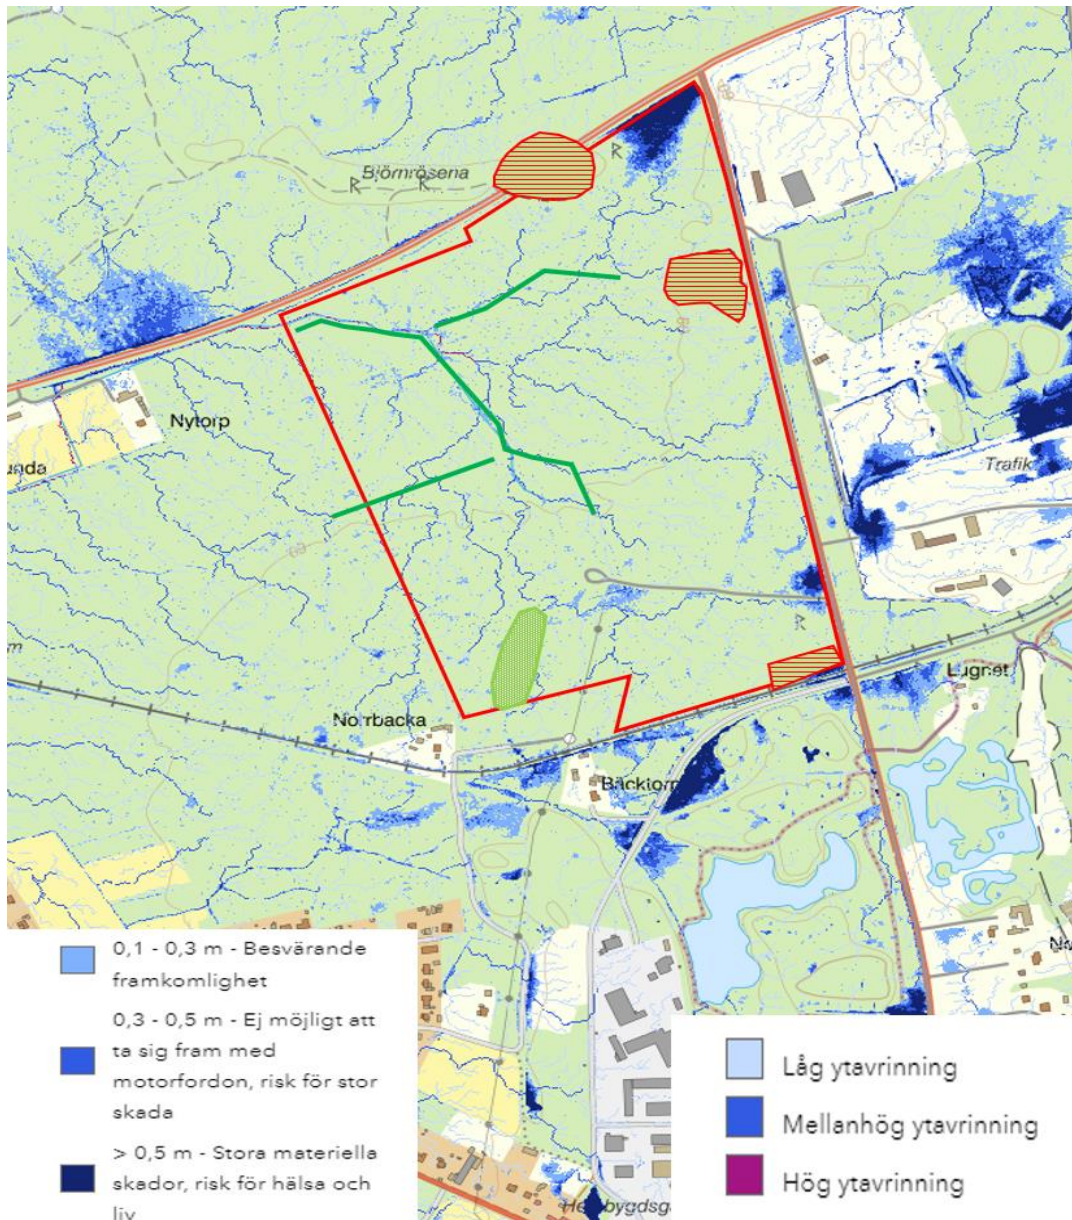 Björnrösena
R
R
R
Nytorp
unda
Trafik
R
Lugnet
Norrbacka
Bäcktorp
0,1 - 0,3 m - Besvärande
framkomlighet
0,3 - 0,5 m - Ej möjligt att
ta sig fram med
motorfordon, risk för stor
skada
> 0,5 m - Stora materiella
skador, risk för hälsa och
liv
Låg ytavrinning
Mellanhög ytavrinning
Hög ytavrinning